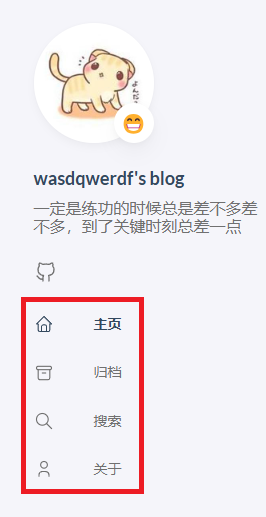 wasdqwerdf's blog
一定是练功的时候总是差不多差
不多，到了关键时刻总差一点
主页
归档
搜索
关于